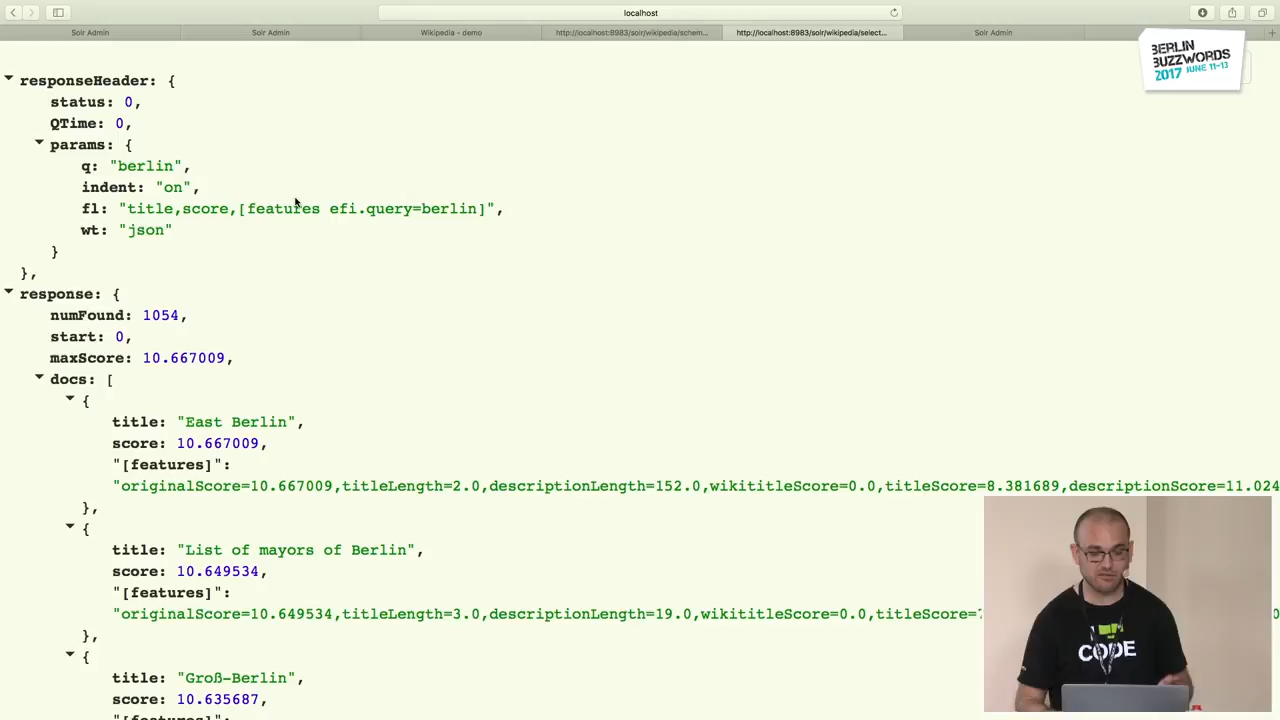 localhost
Solr Admin
Solr Admin
Wikipedia - demo
http://localhost:8983/solr/wikipedia/schem...
http://localhost:8983/solr/wikipedia/select...
Solr Admin
BERLIN
BUZZWORDS
2017 JUNE 11-13
responseHeader: {
status: 0,
QTime: 0,
params: {
q: "berlin",
indent: "on",
fl: "title,score,[features efi.query=berlin]",
wt: "json"
}
},
response: {
numFound: 1054,
start: 0,
maxScore: 10.667009,
docs: [
{
title: "East Berlin",
score: 10.667009,
"[features]":
"originalScore=10.667009,titleLength=2.0,descriptionLength=152.0,wikititleScore=0.0,titleScore=8.381689,descriptionScore=11.024
},
{
title: "List of mayors of Berlin",
score: 10.649534,
"[features]":
"originalScore=10.649534,titleLength=3.0,descriptionLength=19.0,wikititleScore=0.0,titleScore=
},
{
title: "Groß-Berlin",
score: 10.635687,
"[features]":
CODE